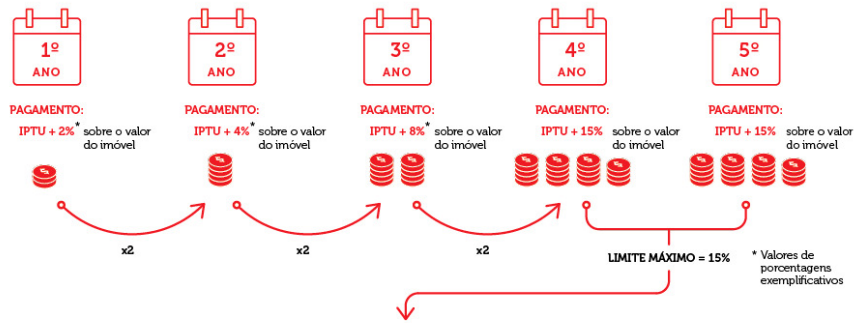 1º
ANO
2º
ANO
3º
ANO
4º
ANO
5º
ANO
PAGAMENTO:
IPTU + 2%* sobre o valor
do imóvel
PAGAMENTO:
IPTU + 4%* sobre o valor
do imóvel
PAGAMENTO:
IPTU + 8%* sobre o valor
do imóvel
PAGAMENTO:
IPTU + 15% sobre o valor
do imóvel
PAGAMENTO:
IPTU + 15% sobre o valor
do imóvel
x2
x2
x2
LIMITE MÁXIMO = 15%
* Valores de
porcentagens
exemplificativos